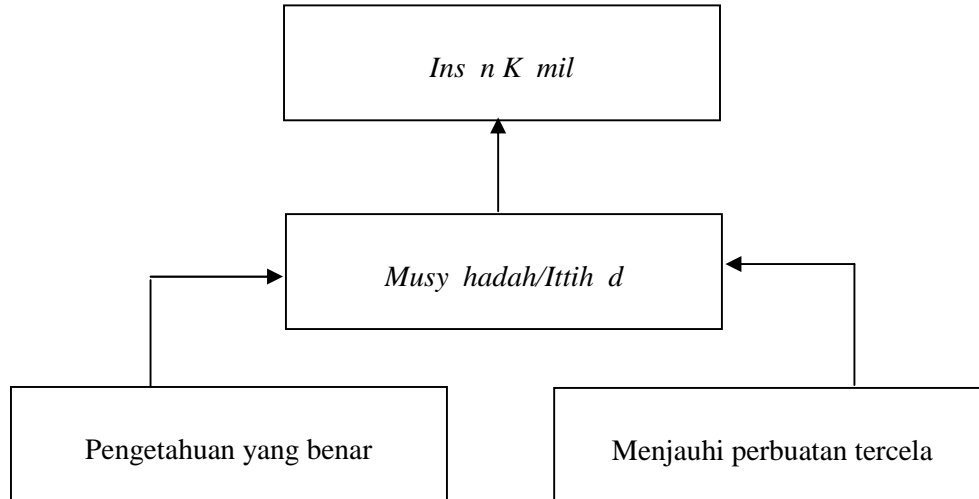 Ins n K mil
Musy hadah/Ittih d
Pengetahuan yang benar
Menjauhi perbuatan tercela